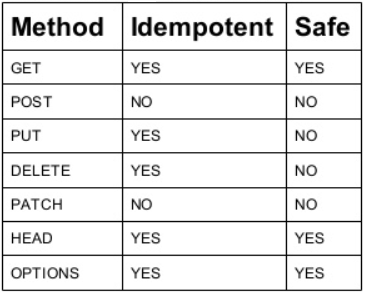 Method Idempotent Safe
GET YES YES
POST NO NO
PUT YES NO
DELETE YES NO
PATCH NO NO
HEAD YES YES
OPTIONS YES YES